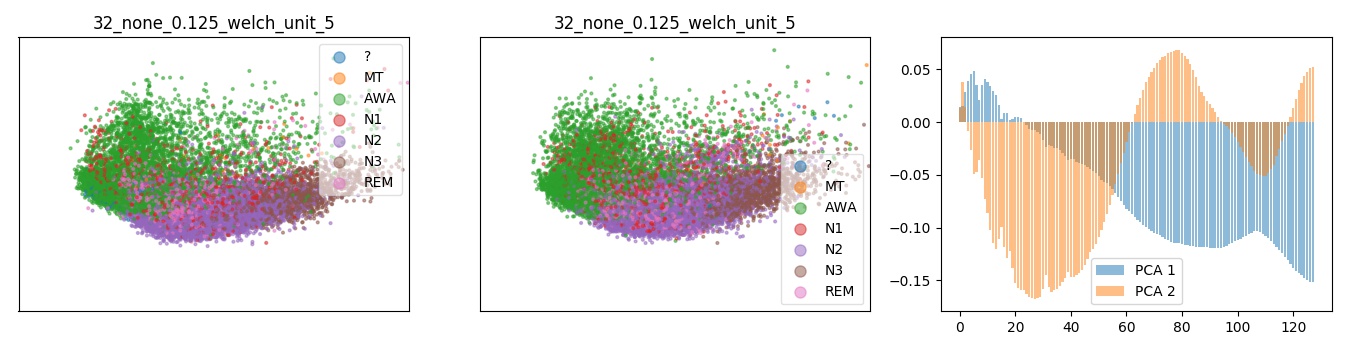 32_none_0.125_welch_unit_5
?
MT
AWA
N1
N2
N3
REM
32_none_0.125_welch_unit_5
?
MT
AWA
N1
N2
N3
REM
0.05
0.00
−0.05
−0.10
−0.15
PCA 1
PCA 2
0 20 40 60 80 100 120